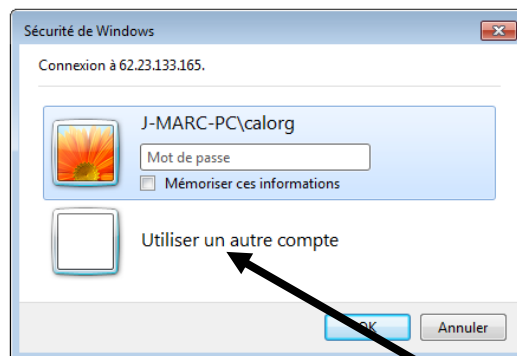 Sécurité de Windows
Connexion à 62.23.133.165.
J-MARC-PC\calorg
Mot de passe
Mémoriser ces informations
Utiliser un autre compte
OK
Annuler